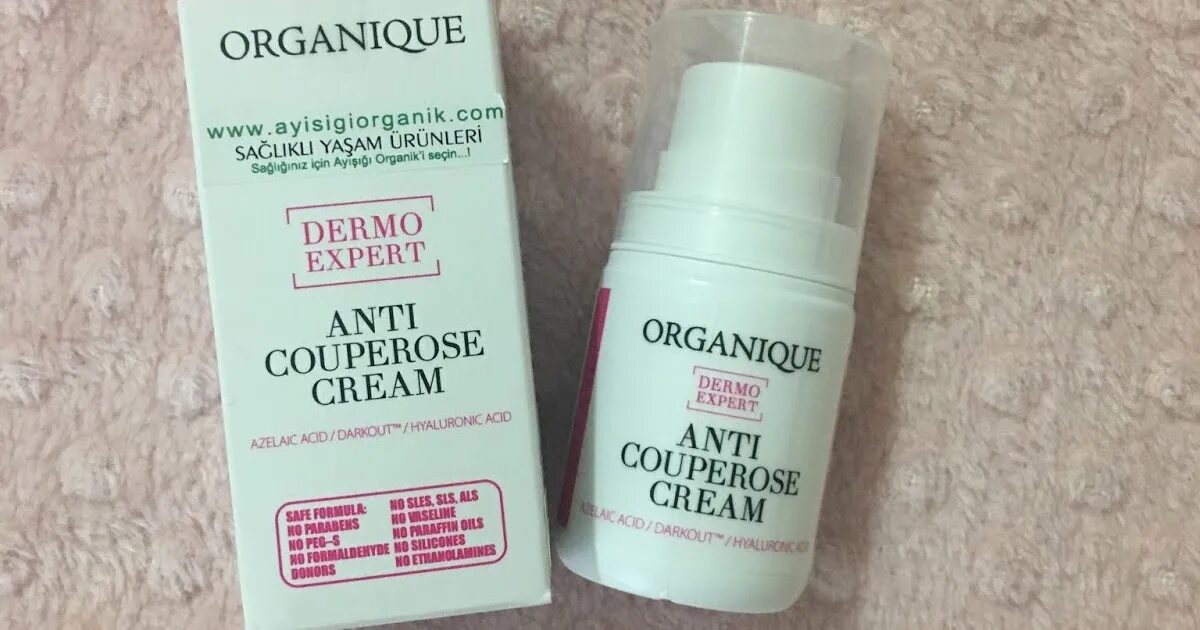 ORGANIQUE
www.ayisigiorganik.com
SAĞLIKLI YAŞAM ÜRÜNLERİ
Sağlığınız için Ayışığı Organik'i seçin...!
DERMO
EXPERT
ANTI
COUPEROSE
CREAM
AZELAIC ACID / DARKOUT™ / HYALURONIC ACID
SAFE FORMULA:
NO PARABENS
NO PEG-S
NO FORMALDEHYDE
DONORS
NO SLES, SLS, ALS
NO VASELINE
NO PARAFFIN OILS
NO SILICONES
NO ETHANOLAMINES
ORGANIQUE
DERMO
EXPERT
ANTI
COUPEROSE
CREAM
AZELAIC ACID / DARKOUT™ / HYALURONIC ACID